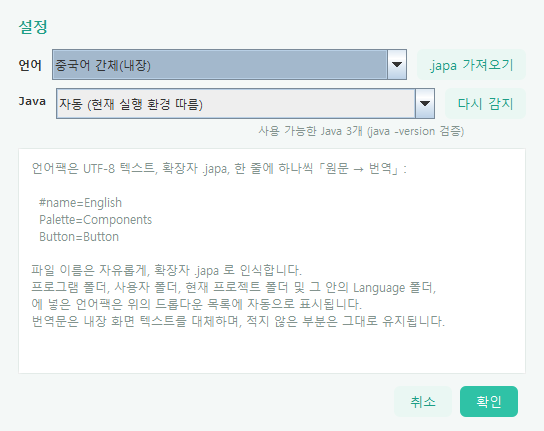 설정
언어 중국어 간체(내장) .japa 가져오기
Java 자동 (현재 실행 환경 따름) 다시 감지
사용 가능한 Java 3개 (java -version 검증)
언어팩은 UTF-8 텍스트, 확장자 .japa, 한 줄에 하나씩「원문 → 번역」:
#name=English
Palette=Components
Button=Button
파일 이름은 자유롭게, 확장자 .japa 로 인식합니다.
프로그램 폴더, 사용자 폴더, 현재 프로젝트 폴더 및 그 안의 Language 폴더,
에 넣은 언어팩은 위의 드롭다운 목록에 자동으로 표시됩니다.
번역문은 내장 화면 텍스트를 대체하며, 적지 않은 부분은 그대로 유지됩니다.
취소 확인